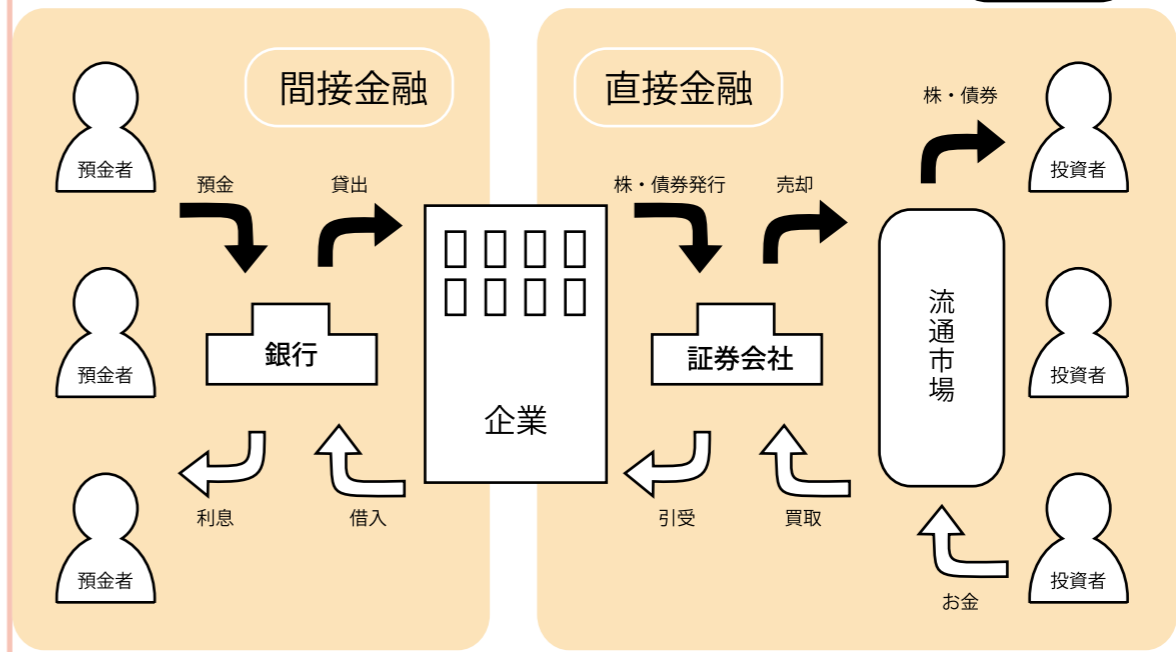 間接金融
直接金融
預金者
預金
貸出
銀行
預金者
利息
借入
預金者
企業
株・債券発行
売却
証券会社
引受
買取
流通市場
株・債券
投資者
投資者
お金
投資者